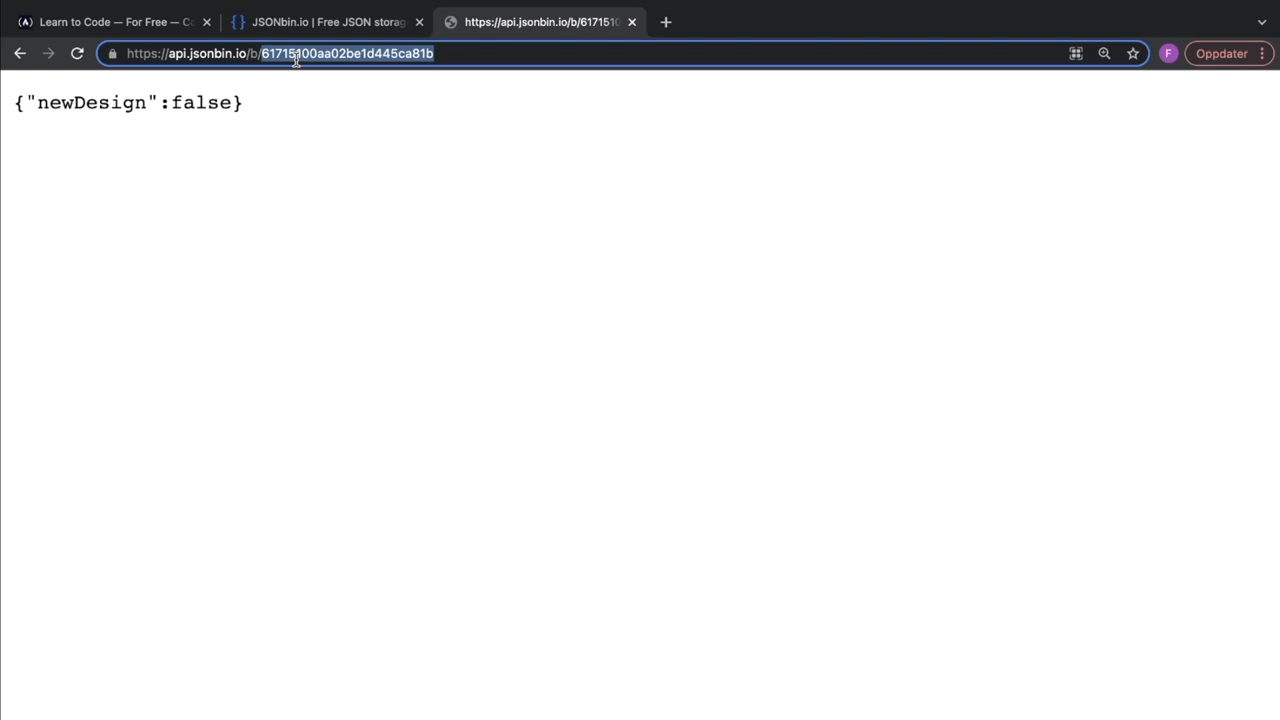 Learn to Code — For Free — Co
JSONbin.io | Free JSON storag
https://api.jsonbin.io/b/617151
https://api.jsonbin.io/b/61715100aa02be1d445ca81b
F
Oppdater
{"newDesign":false}